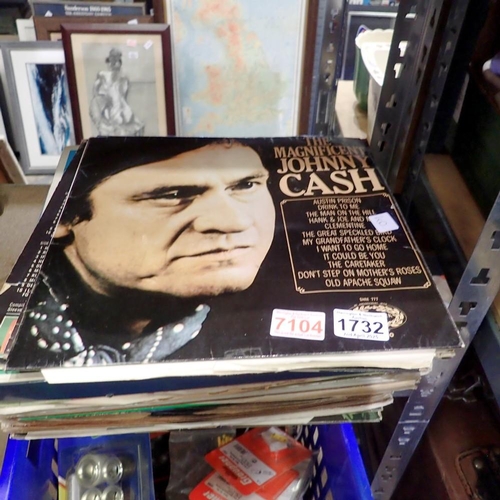 THE
MAGNIFICENT
JOHNNY
CASH
AUSTIN PRISON
DRINK TO ME
THE MAN ON THE HILL
HANK & JOE AND
CLEMENTINE
THE GREAT SPECKLED BIRD
MY GRANDFATHER'S CLOCK
I WANT TO GO HOME
IT COULD BE YOU
THE CARETAKER
DON'T STEP ON MOTHER'S ROSES
OLD APACHE SQUAW
7104
1732